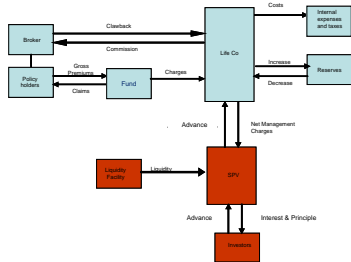 Costs
Internal
expenses
and taxes
Clawback
Broker
Commission
Life Co
Gross
Premiums
Increase
Policy
holders
Fund
Charges
Reserves
Claims
Decrease
Advance
Net Management
Charges
Liquidity
Facility
Liquidity
SPV
Advance
Interest & Principle
Investors